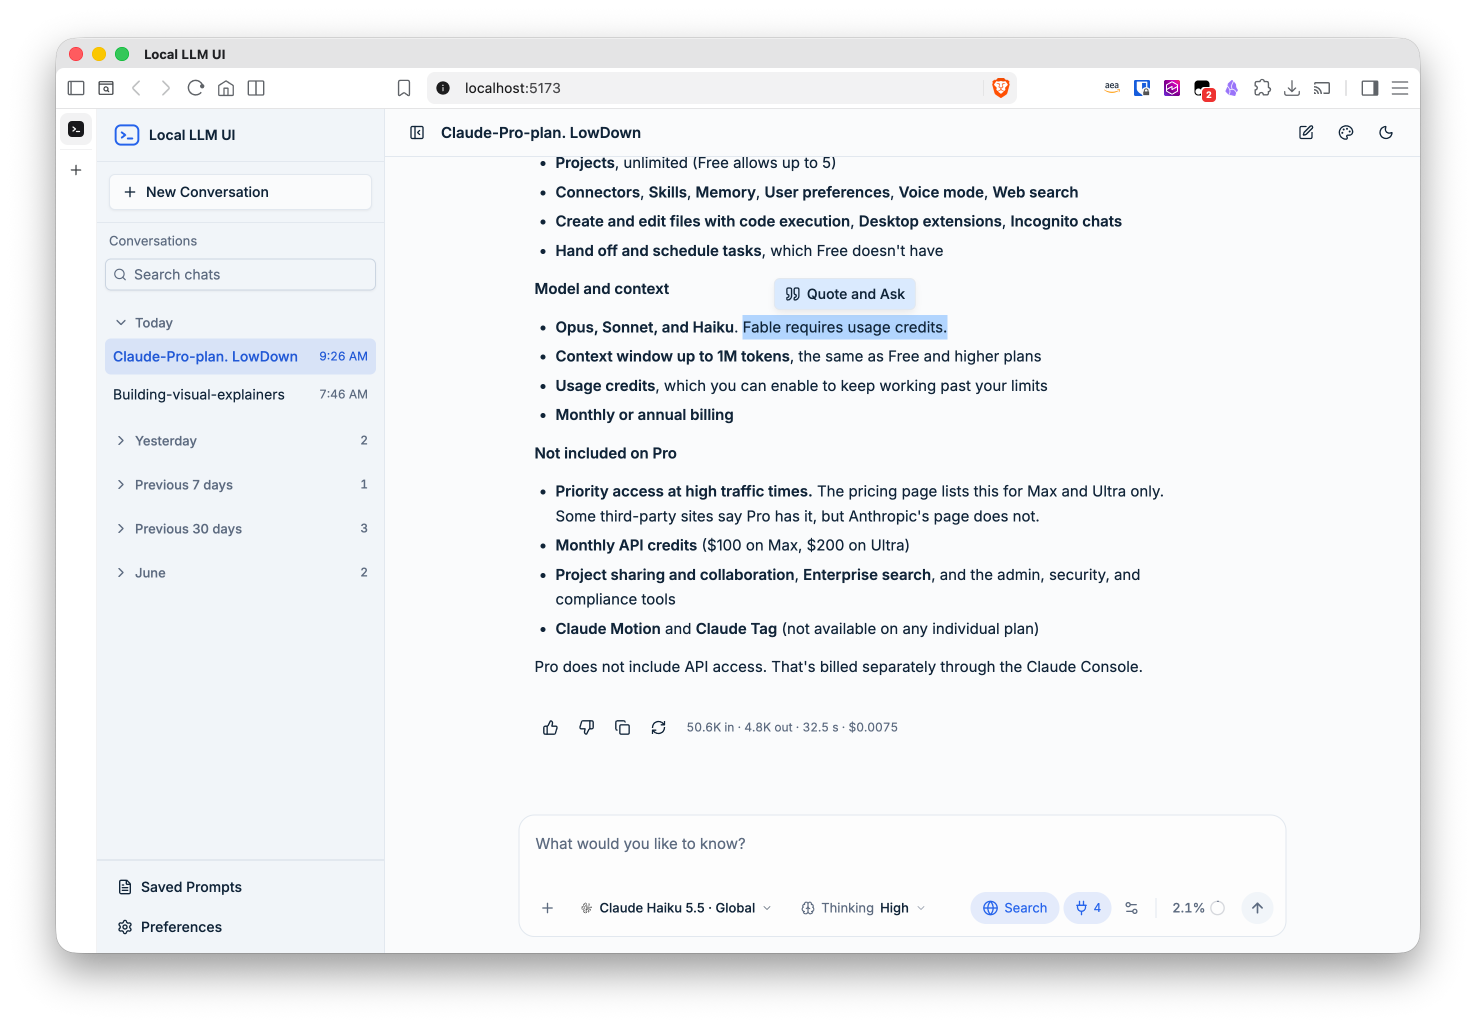 Local LLM UI
localhost:5173
aea
2
Local LLM UI
New Conversation
Conversations
Search chats
Today
Claude-Pro-plan. LowDown 9:26 AM
Building-visual-explainers 7:46 AM
Yesterday 2
Previous 7 days 1
Previous 30 days 3
June 2
Saved Prompts
Preferences
Claude-Pro-plan. LowDown
• Projects, unlimited (Free allows up to 5)
• Connectors, Skills, Memory, User preferences, Voice mode, Web search
• Create and edit files with code execution, Desktop extensions, Incognito chats
• Hand off and schedule tasks, which Free doesn't have
Model and context
Quote and Ask
• Opus, Sonnet, and Haiku. Fable requires usage credits.
• Context window up to 1M tokens, the same as Free and higher plans
• Usage credits, which you can enable to keep working past your limits
• Monthly or annual billing
Not included on Pro
• Priority access at high traffic times. The pricing page lists this for Max and Ultra only.
Some third-party sites say Pro has it, but Anthropic's page does not.
• Monthly API credits ($100 on Max, $200 on Ultra)
• Project sharing and collaboration, Enterprise search, and the admin, security, and
compliance tools
• Claude Motion and Claude Tag (not available on any individual plan)
Pro does not include API access. That's billed separately through the Claude Console.
50.6K in · 4.8K out · 32.5 s · $0.0075
What would you like to know?
Claude Haiku 5.5 · Global Thinking High Search 4 2.1%